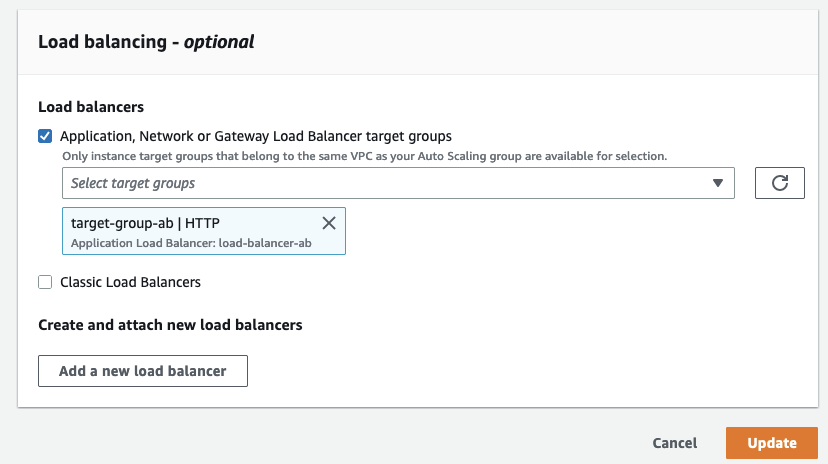 Load balancing - optional
Load balancers
Application, Network or Gateway Load Balancer target groups
Only instance target groups that belong to the same VPC as your Auto Scaling group are available for selection.
Select target groups
target-group-ab | HTTP
Application Load Balancer: load-balancer-ab
Classic Load Balancers
Create and attach new load balancers
Add a new load balancer
Cancel
Update